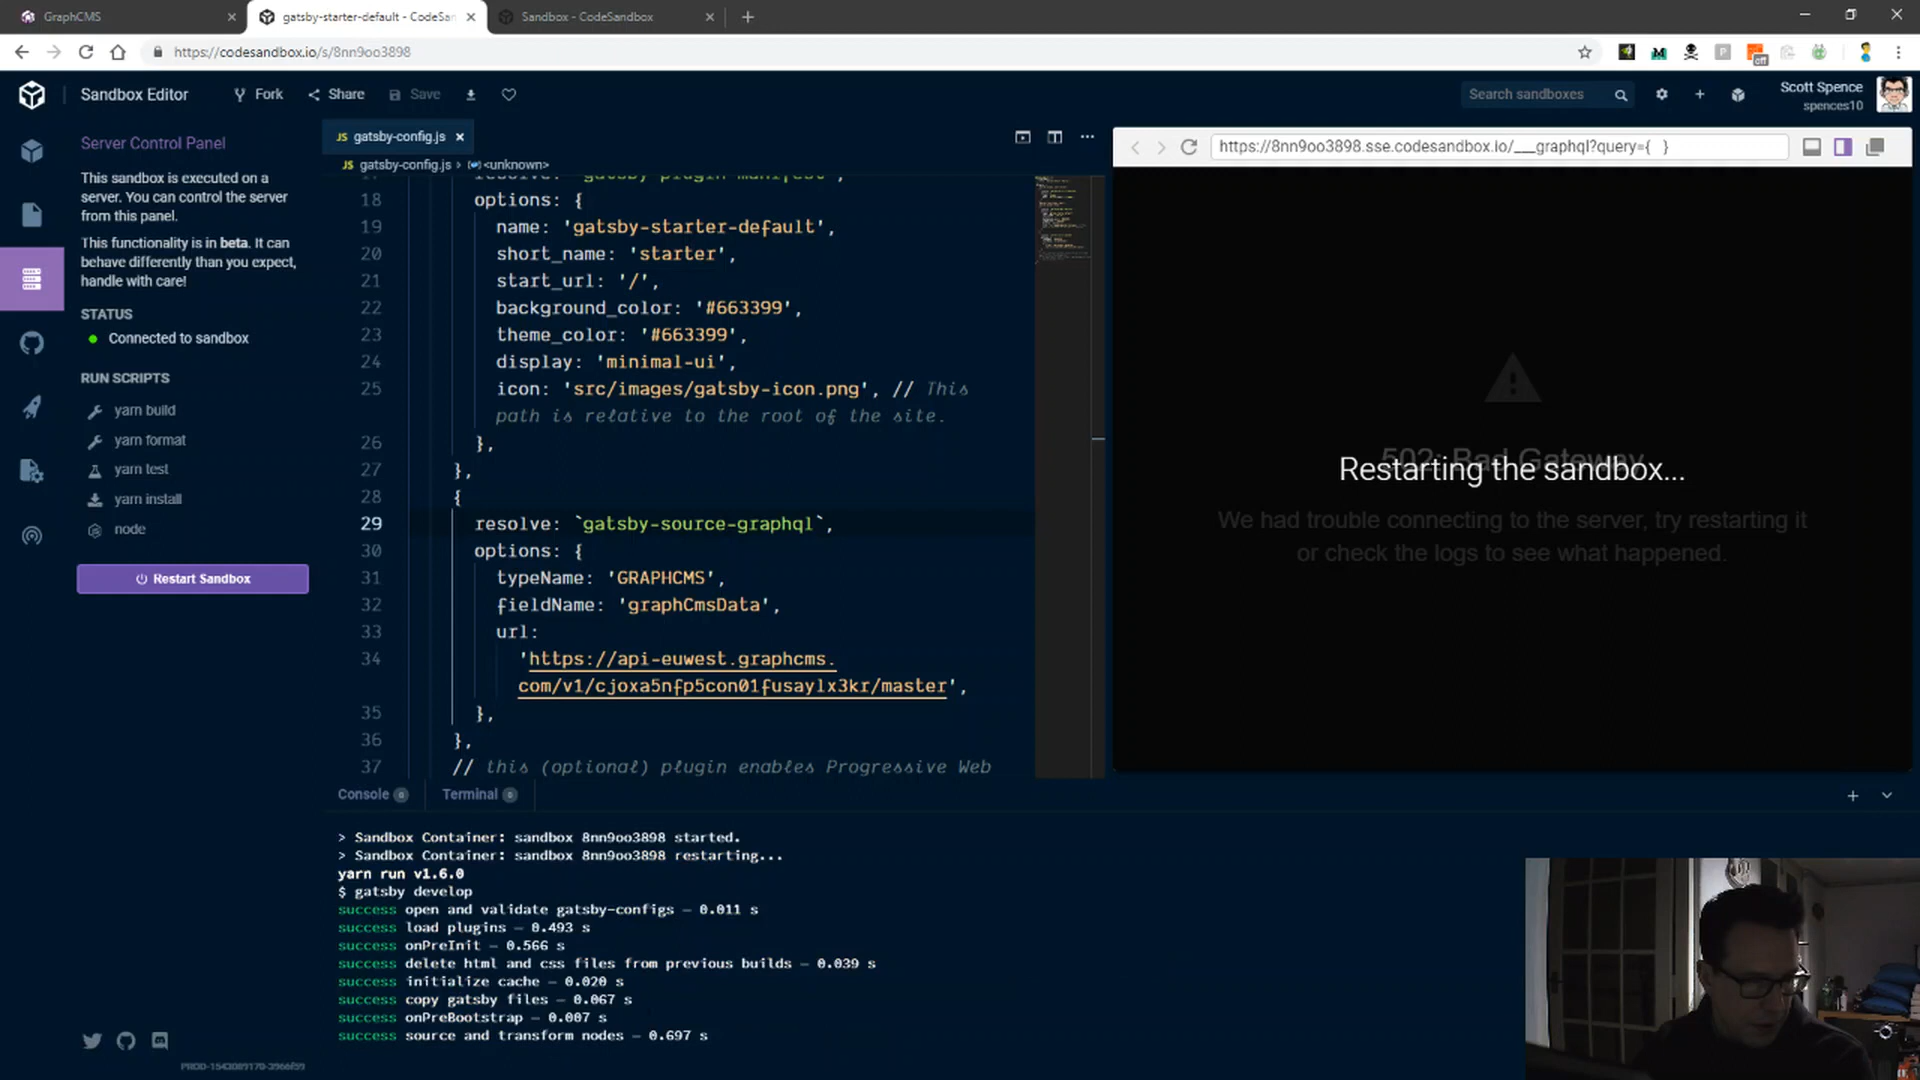 GraphCMS
gatsby-starter-default - CodeSan
Sandbox - CodeSandbox
https://codesandbox.io/s/8nn9oo3898
off
Sandbox Editor
Fork
Share
Save
Search sandboxes
Scott Spence
spences10
Server Control Panel
This sandbox is executed on a
server. You can control the server
from this panel.
This functionality is in beta. It can
behave differently than you expect,
handle with care!
STATUS
Connected to sandbox
RUN SCRIPTS
yarn build
yarn format
yarn test
yarn install
node
Restart Sandbox
JS gatsby-config.js
JS gatsby-config.js > <unknown>
resolve: `gatsby-plugin-manifest`,
18 options: {
19 name: 'gatsby-starter-default',
20 short_name: 'starter',
21 start_url: '/',
22 background_color: '#663399',
23 theme_color: '#663399',
24 display: 'minimal-ui',
25 icon: 'src/images/gatsby-icon.png', // This
path is relative to the root of the site.
26 },
27 },
28 {
29 resolve: `gatsby-source-graphql`,
30 options: {
31 typeName: 'GRAPHCMS',
32 fieldName: 'graphCmsData',
33 url:
34 'https://api-euwest.graphcms.
com/v1/cjoxa5nfp5con01fusaylx3kr/master',
35 },
36 },
37 // this (optional) plugin enables Progressive Web
https://8nn9oo3898.sse.codesandbox.io/___graphql?query={ }
502: Bad Gateway
Restarting the sandbox...
We had trouble connecting to the server, try restarting it
or check the logs to see what happened.
Console 0
Terminal 0
> Sandbox Container: sandbox 8nn9oo3898 started.
> Sandbox Container: sandbox 8nn9oo3898 restarting...
yarn run v1.6.0
$ gatsby develop
success open and validate gatsby-configs — 0.011 s
success load plugins — 0.493 s
success onPreInit — 0.566 s
success delete html and css files from previous builds — 0.039 s
success initialize cache — 0.020 s
success copy gatsby files — 0.067 s
success onPreBootstrap — 0.007 s
success source and transform nodes — 0.697 s